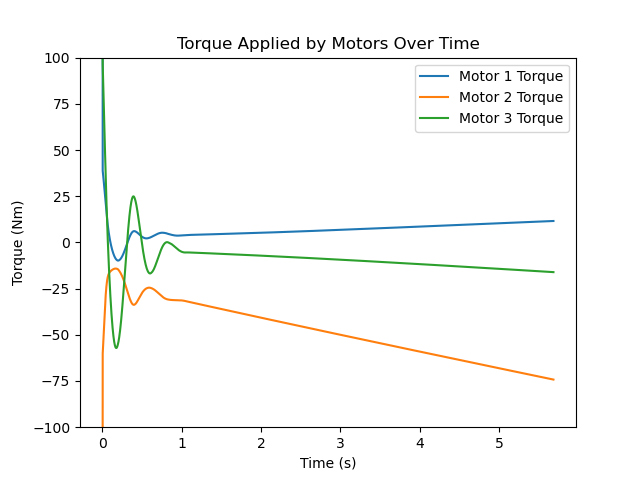 Torque Applied by Motors Over Time
Motor 1 Torque
Motor 2 Torque
Motor 3 Torque
100
75
50
25
0
−25
−50
−75
−100
Torque (Nm)
0 1 2 3 4 5
Time (s)